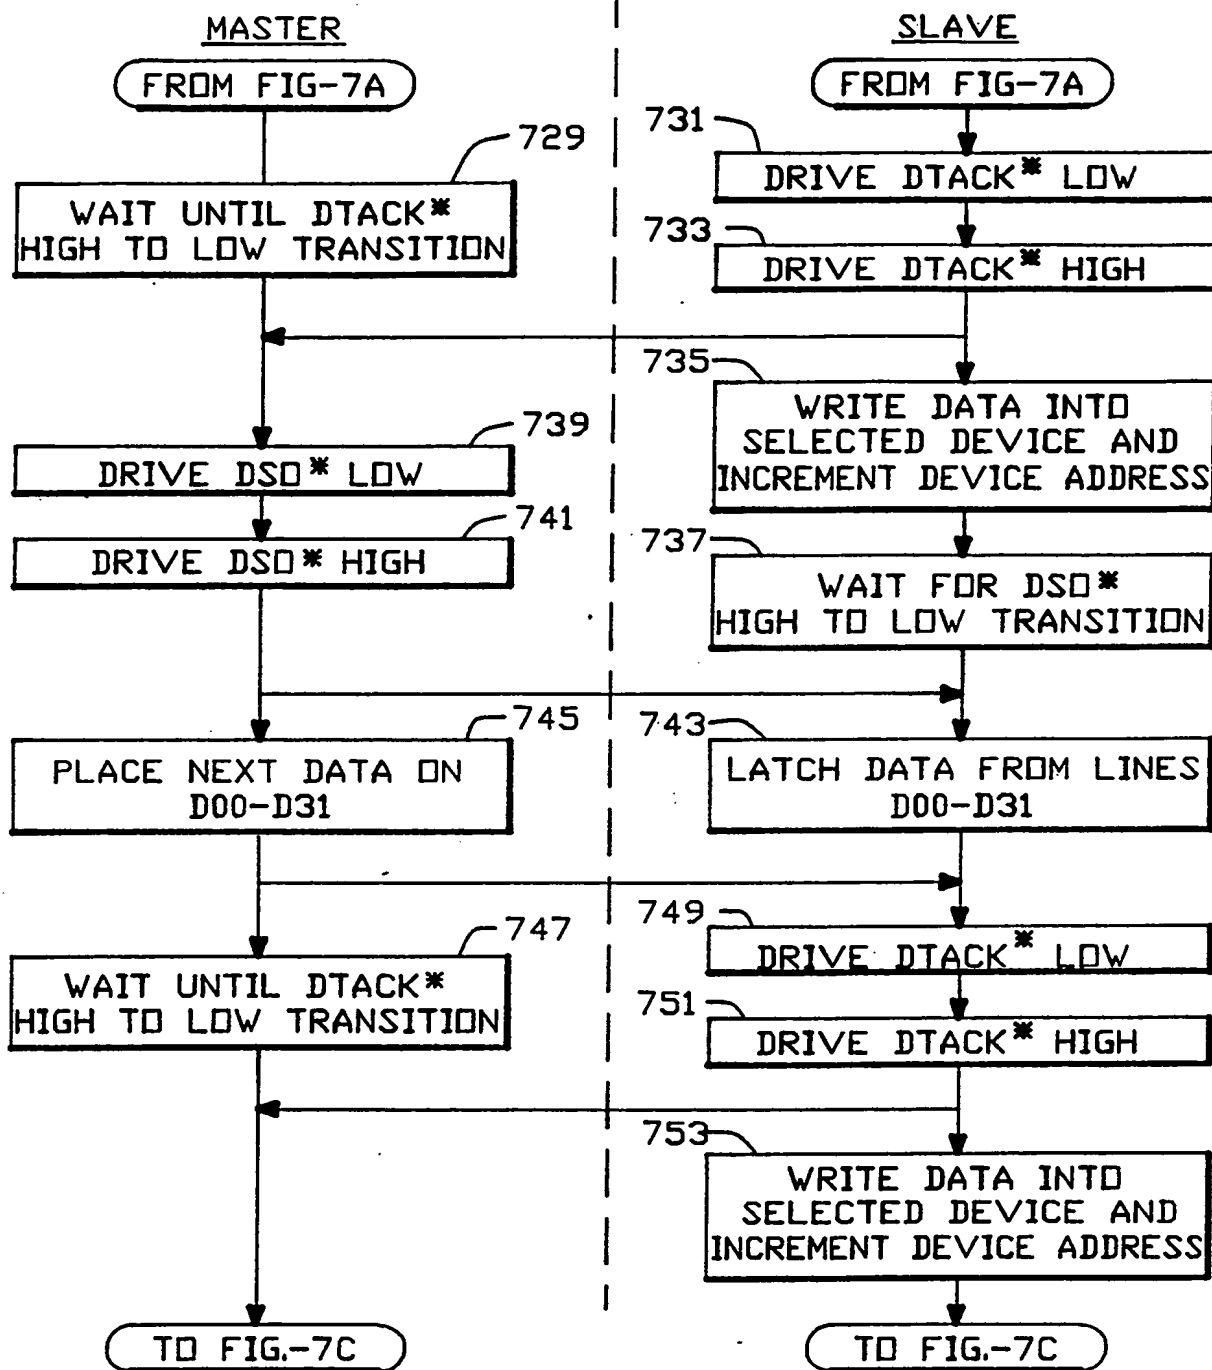 MASTER
FROM FIG-7A
729
WAIT UNTIL DTACK*
HIGH TO LOW TRANSITION
739
DRIVE DS0* LOW
741
DRIVE DS0* HIGH
745
PLACE NEXT DATA ON
D00-D31
747
WAIT UNTIL DTACK*
HIGH TO LOW TRANSITION
TO FIG.-7C
SLAVE
FROM FIG-7A
731
DRIVE DTACK* LOW
733
DRIVE DTACK* HIGH
735
WRITE DATA INTO
SELECTED DEVICE AND
INCREMENT DEVICE ADDRESS
737
WAIT FOR DS0*
HIGH TO LOW TRANSITION
743
LATCH DATA FROM LINES
D00-D31
749
DRIVE DTACK* LOW
751
DRIVE DTACK* HIGH
753
WRITE DATA INTO
SELECTED DEVICE AND
INCREMENT DEVICE ADDRESS
TO FIG.-7C